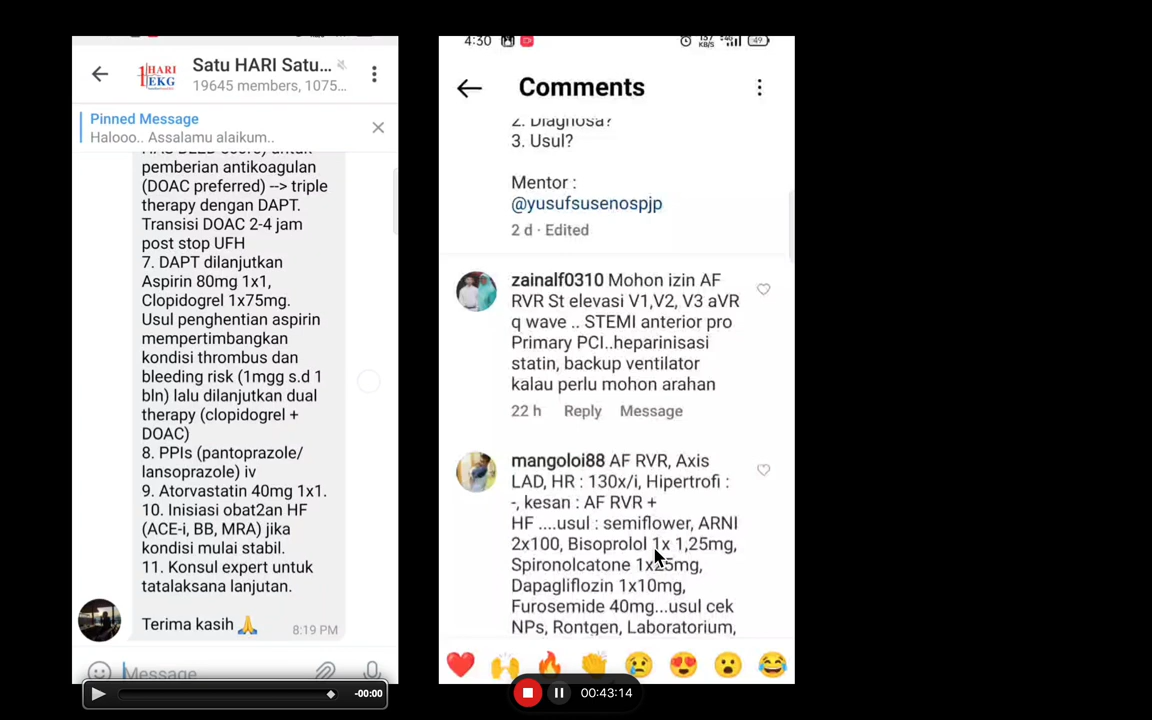 Satu HARI Satu...
19645 members, 1075...
Pinned Message
Halooo.. Assalamu alaikum..
pemberian antikoagulan
(DOAC preferred) --> triple
therapy dengan DAPT.
Transisi DOAC 2-4 jam
post stop UFH
7. DAPT dilanjutkan
Aspirin 80mg 1x1,
Clopidogrel 1x75mg.
Usul penghentian aspirin
mempertimbangkan
kondisi thrombus dan
bleeding risk (1mgg s.d 1
bln) lalu dilanjutkan dual
therapy (clopidogrel +
DOAC)
8. PPIs (pantoprazole/
lansoprazole) iv
9. Atorvastatin 40mg 1x1.
10. Inisiasi obat2an HF
(ACE-i, BB, MRA) jika
kondisi mulai stabil.
11. Konsul expert untuk
tatalaksana lanjutan.
Terima kasih 🙏
8:19 PM
Message
-00:00
4:30
KB/S
49
Comments
2. Diagnosa?
3. Usul?
Mentor :
@yusufsusenospjp
2 d · Edited
zainalf0310 Mohon izin AF
RVR St elevasi V1,V2, V3 aVR
q wave .. STEMI anterior pro
Primary PCI..heparinisasi
statin, backup ventilator
kalau perlu mohon arahan
22 h Reply Message
mangoloi88 AF RVR, Axis
LAD, HR : 130x/i, Hipertrofi :
-, kesan : AF RVR +
HF ....usul : semiflower, ARNI
2x100, Bisoprolol 1x 1,25mg,
Spironolcatone 1x25mg,
Dapagliflozin 1x10mg,
Furosemide 40mg...usul cek
NPs, Rontgen, Laboratorium,
00:43:14
1HARI
EKG